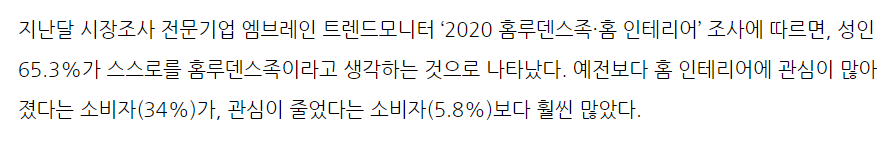 지난달 시장조사 전문기업 엠브레인 트렌드모니터 ‘2020 홈루덴스족·홈 인테리어’ 조사에 따르면, 성인
65.3%가 스스로를 홈루덴스족이라고 생각하는 것으로 나타났다. 예전보다 홈 인테리어에 관심이 많아
졌다는 소비자(34%)가, 관심이 줄었다는 소비자(5.8%)보다 훨씬 많았다.